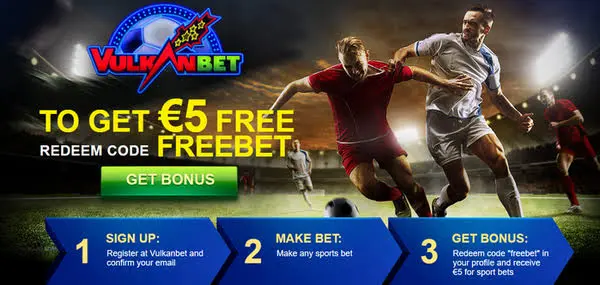 VULKANBET
TO GET €5 FREE
REDEEM CODE FREEBET
GET BONUS
1
SIGN UP:
Register at Vulkanbet and
confirm your email
2
MAKE BET:
Make any sports bet
3
GET BONUS:
Redeem code "freebet" in
your profile and receive
€5 for sport bets